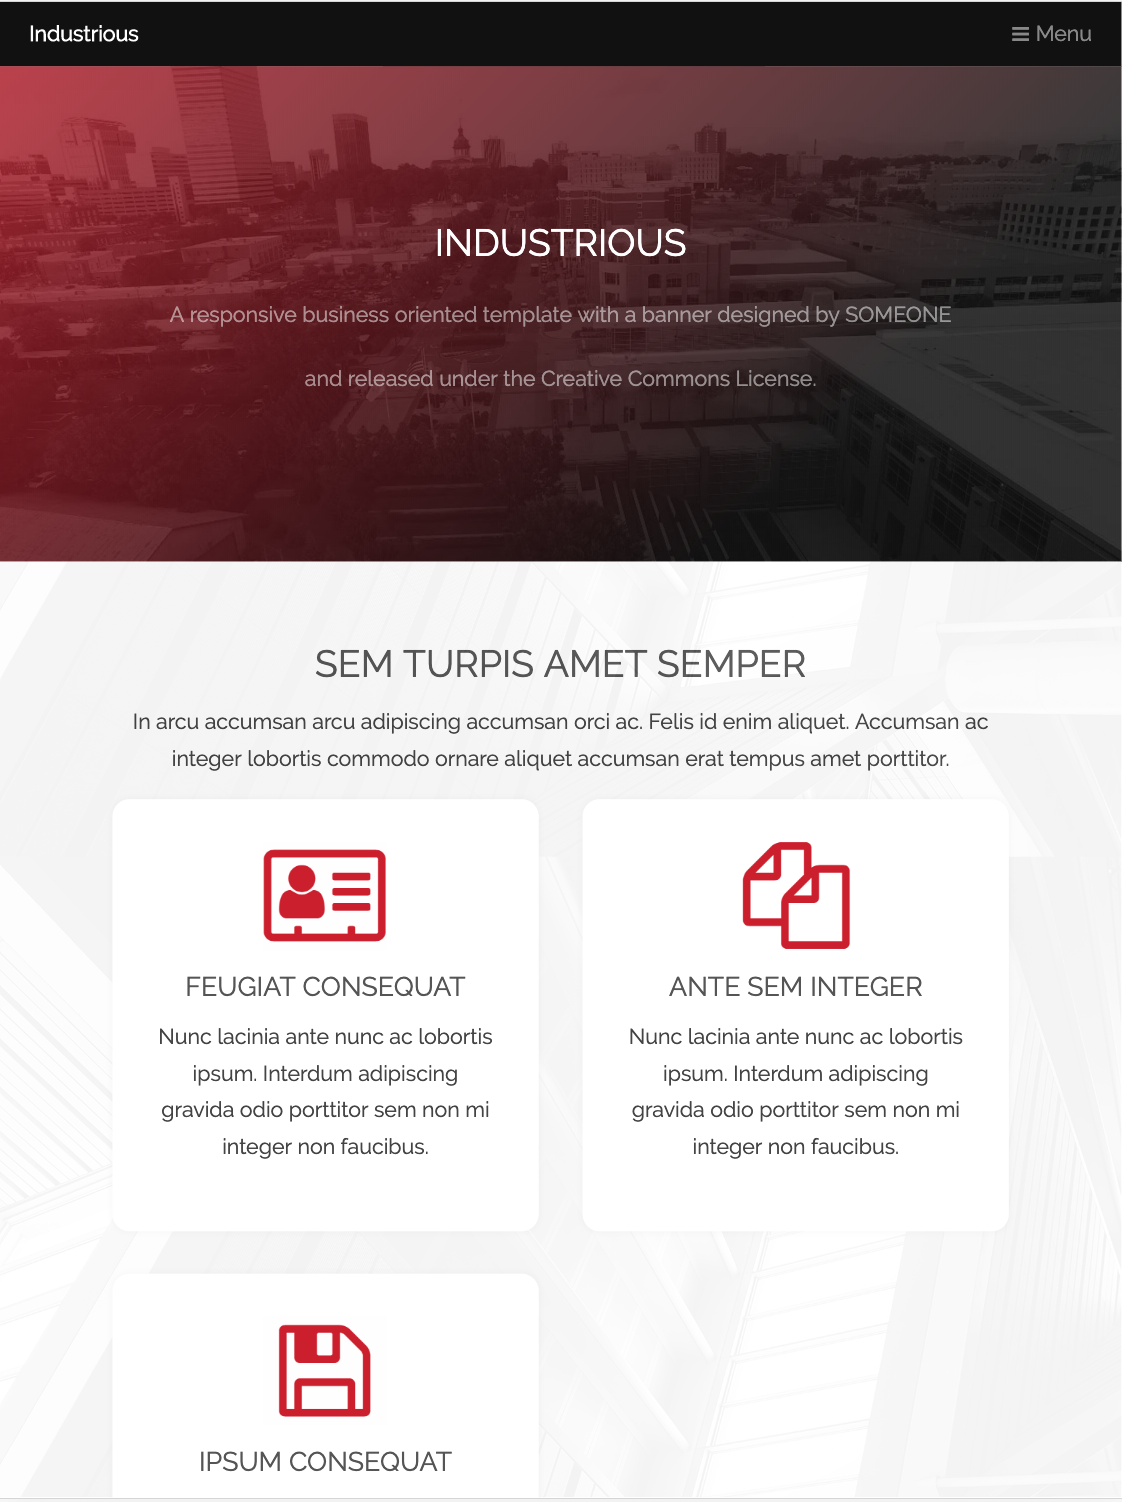 Industrious
Menu
INDUSTRIOUS
A responsive business oriented template with a banner designed by SOMEONE
and released under the Creative Commons License.
SEM TURPIS AMET SEMPER
In arcu accumsan arcu adipiscing accumsan orci ac. Felis id enim aliquet. Accumsan ac
integer lobortis commodo ornare aliquet accumsan erat tempus amet porttitor.
FEUGIAT CONSEQUAT
Nunc lacinia ante nunc ac lobortis
ipsum. Interdum adipiscing
gravida odio porttitor sem non mi
integer non faucibus.
ANTE SEM INTEGER
Nunc lacinia ante nunc ac lobortis
ipsum. Interdum adipiscing
gravida odio porttitor sem non mi
integer non faucibus.
IPSUM CONSEQUAT